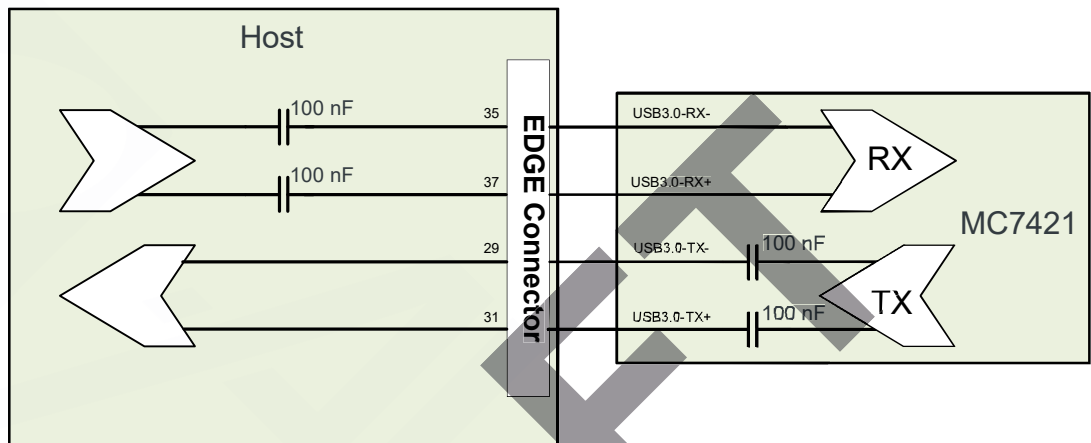 Host
100 nF
35
USB3.0-RX-
100 nF
37
USB3.0-RX+
RX
EDGE Connector
MC7421
29
USB3.0-TX-
100 nF
TX
31
USB3.0-TX+
100 nF